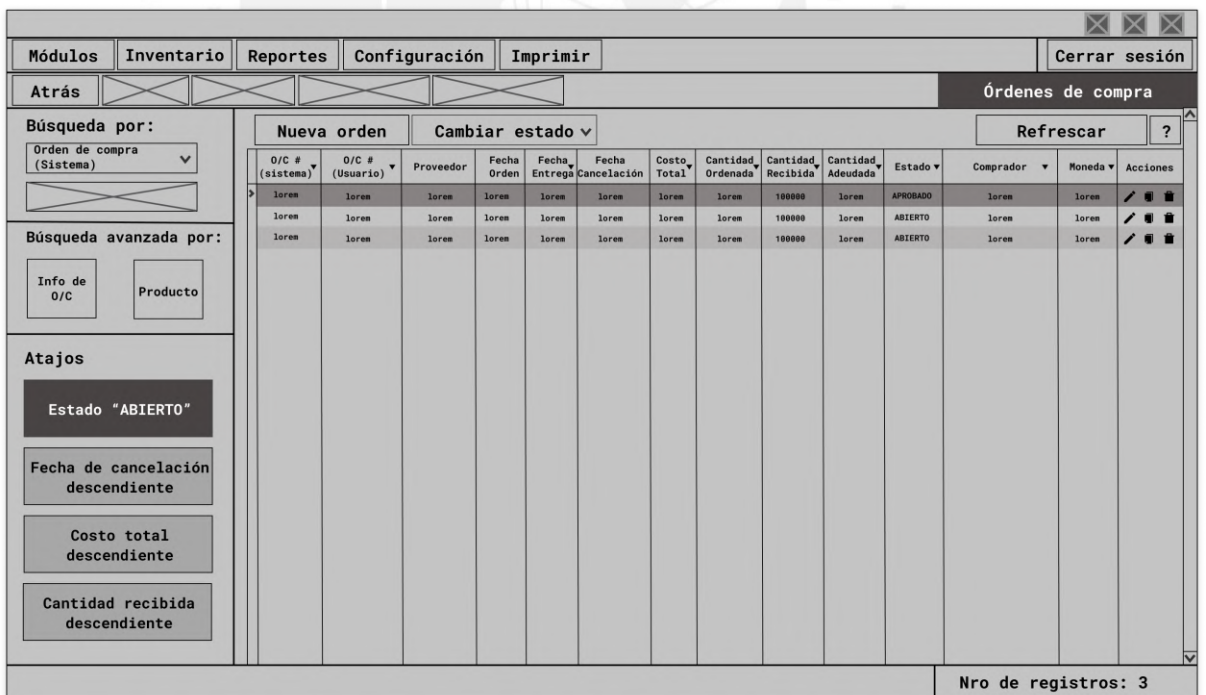 Módulos Inventario Reportes Configuración Imprimir Cerrar sesión
Atrás Órdenes de compra
Búsqueda por:
Orden de compra
(Sistema)
Búsqueda avanzada por:
Info de
O/C
Producto
Atajos
Estado “ABIERTO”
Fecha de cancelación
descendiente
Costo total
descendiente
Cantidad recibida
descendiente
Nueva orden Cambiar estado Refrescar ?
O/C #
(sistema)
O/C #
(Usuario)
Proveedor
Fecha
Orden
Fecha
Entrega
Fecha
Cancelación
Costo
Total
Cantidad
Ordenada
Cantidad
Recibida
Cantidad
Adeudada
Estado
Comprador
Moneda
Acciones
lorem lorem lorem lorem lorem lorem lorem lorem 100000 lorem APROBADO lorem lorem
lorem lorem lorem lorem lorem lorem lorem lorem 100000 lorem ABIERTO lorem lorem
lorem lorem lorem lorem lorem lorem lorem lorem 100000 lorem ABIERTO lorem lorem
Nro de registros: 3